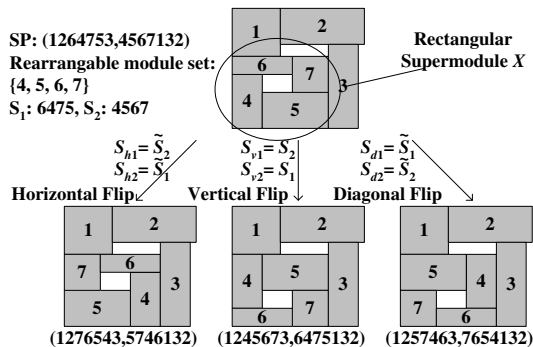 SP: (1264753,4567132)
Rearrangable module set:
{4, 5, 6, 7}
S1: 6475, S2: 4567
1 2
6 7 3
4 5
Rectangular
Supermodule X
Sh1= S̃2
Sh2= S̃1
Sv1= S2
Sv2= S1
Sd1= S̃1
Sd2= S̃2
Horizontal Flip
Vertical Flip
Diagonal Flip
1 2
7 6 3
5 4
1 2
4 5 3
6 7
1 2
5 4 3
7 6
(1276543,5746132)
(1245673,6475132)
(1257463,7654132)